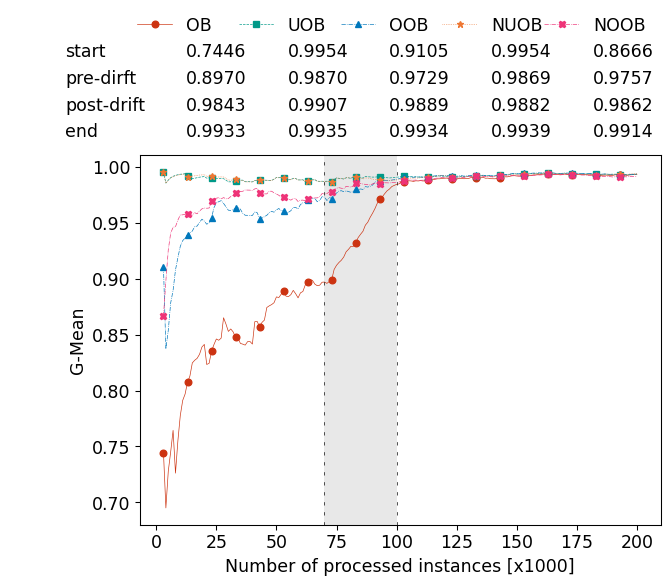 OB UOB OOB NUOB NOOB
start 0.7446 0.9954 0.9105 0.9954 0.8666
pre-dirft 0.8970 0.9870 0.9729 0.9869 0.9757
post-drift 0.9843 0.9907 0.9889 0.9882 0.9862
end 0.9933 0.9935 0.9934 0.9939 0.9914
1.00
0.95
0.90
0.85
0.80
0.75
0.70
G-Mean
0 25 50 75 100 125 150 175 200
Number of processed instances [x1000]